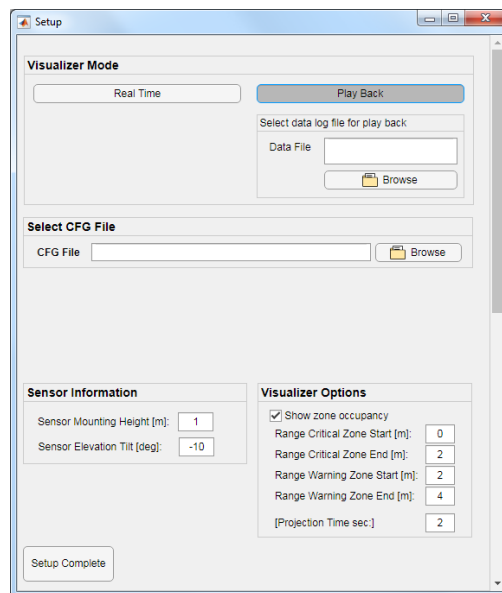 Setup
Visualizer Mode
Real Time
Play Back
Select data log file for play back
Data File
Browse
Select CFG File
CFG File
Browse
Sensor Information
Sensor Mounting Height [m]: 1
Sensor Elevation Tilt [deg]: -10
Visualizer Options
Show zone occupancy
Range Critical Zone Start [m]: 0
Range Critical Zone End [m]: 2
Range Warning Zone Start [m]: 2
Range Warning Zone End [m]: 4
[Projection Time sec:] 2
Setup Complete